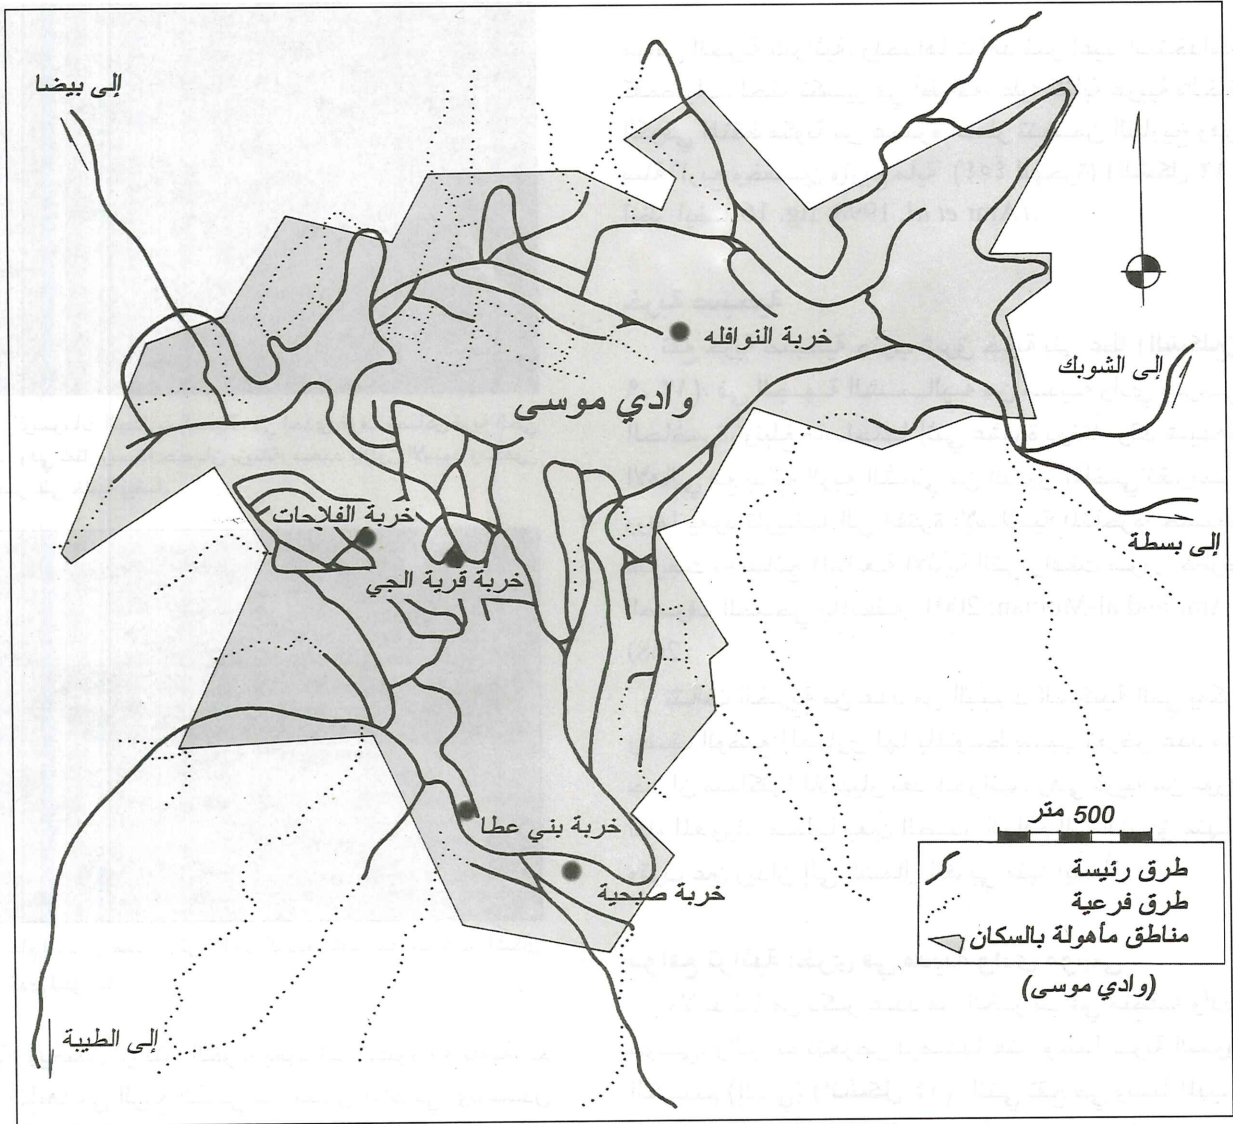 إلى بيضا
خربة النوافله
إلى الشوبك
وادي موسى
خربة الفلاحات
إلى بسطة
خربة قرية الجي
500 متر
خربة بني عطا
خربة صبحية
طرق رئيسة
طرق فرعية
مناطق مأهولة بالسكان
(وادي موسى)
إلى الطيبة